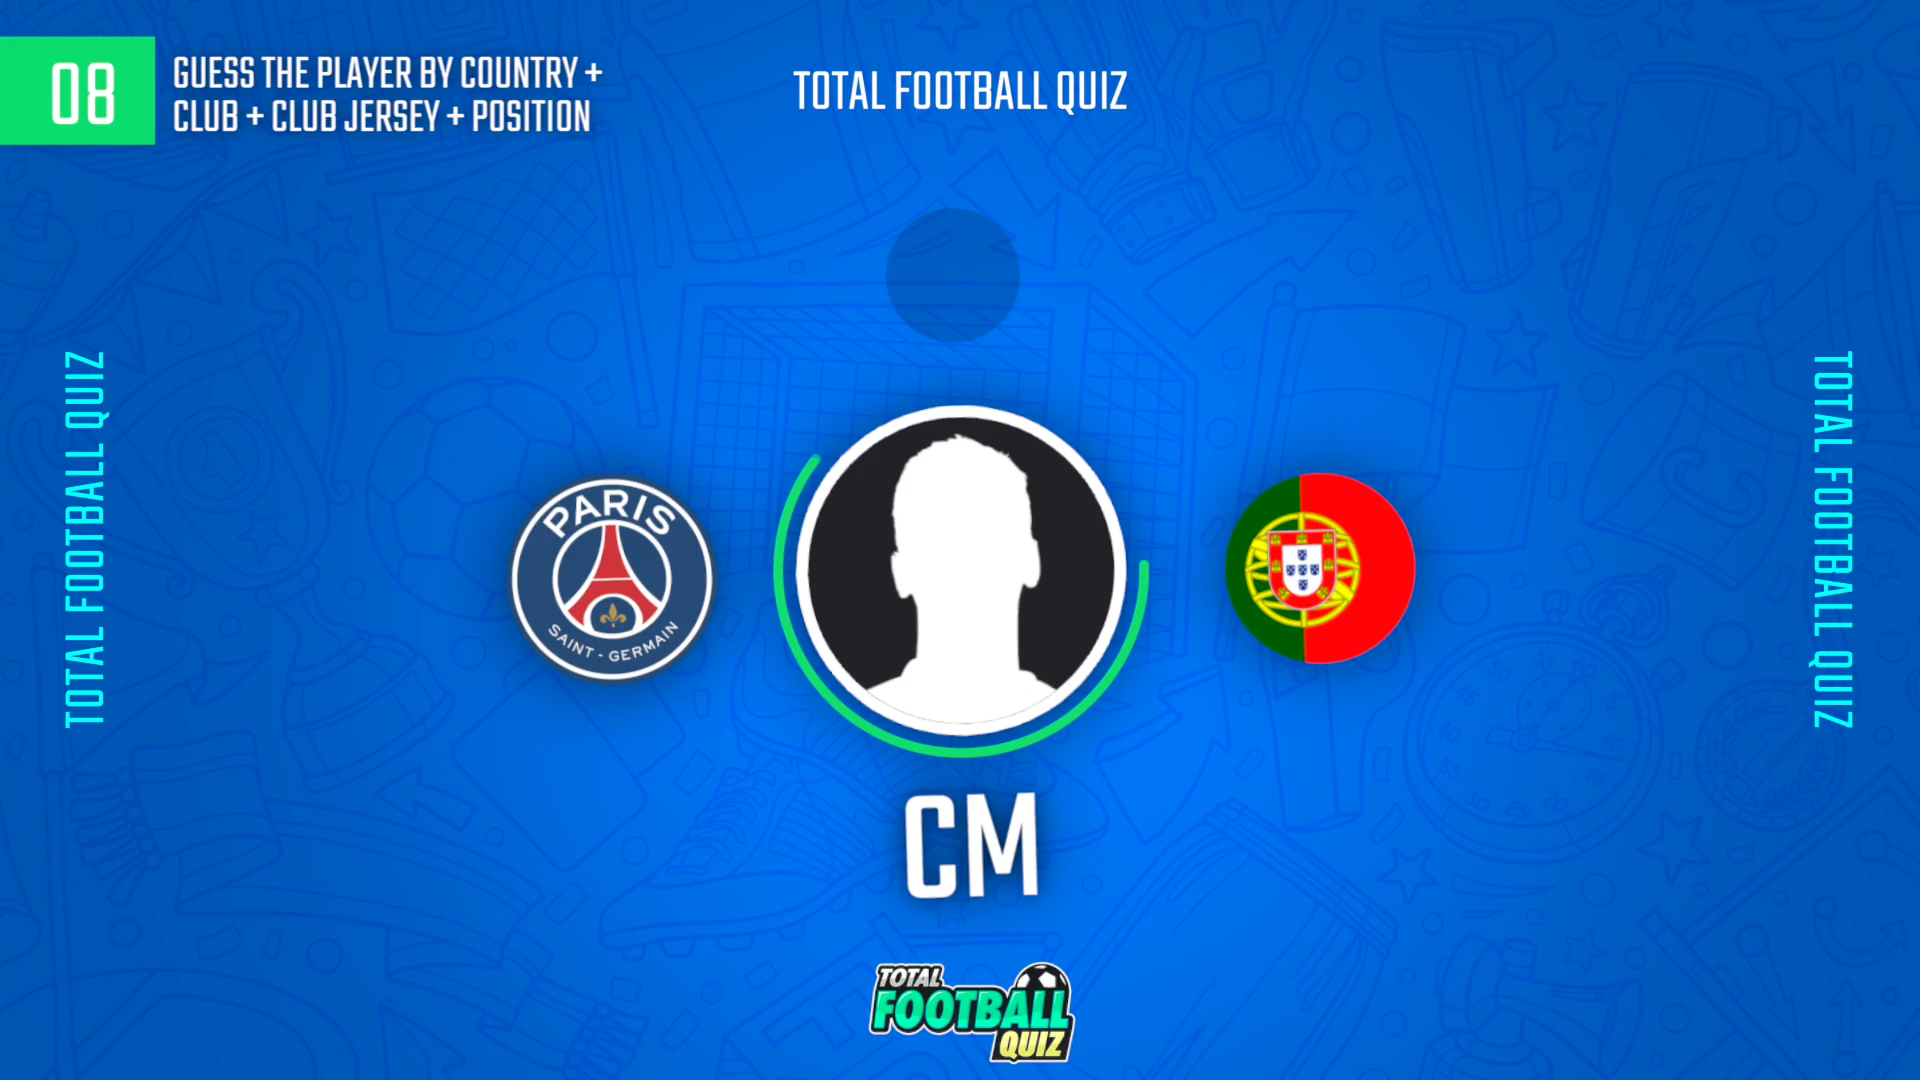 08
GUESS THE PLAYER BY COUNTRY +
CLUB + CLUB JERSEY + POSITION
TOTAL FOOTBALL QUIZ
TOTAL FOOTBALL QUIZ
PARIS
SAINT - GERMAIN
TOTAL FOOTBALL QUIZ
CM
TOTAL
FOOTBALL
QUIZ